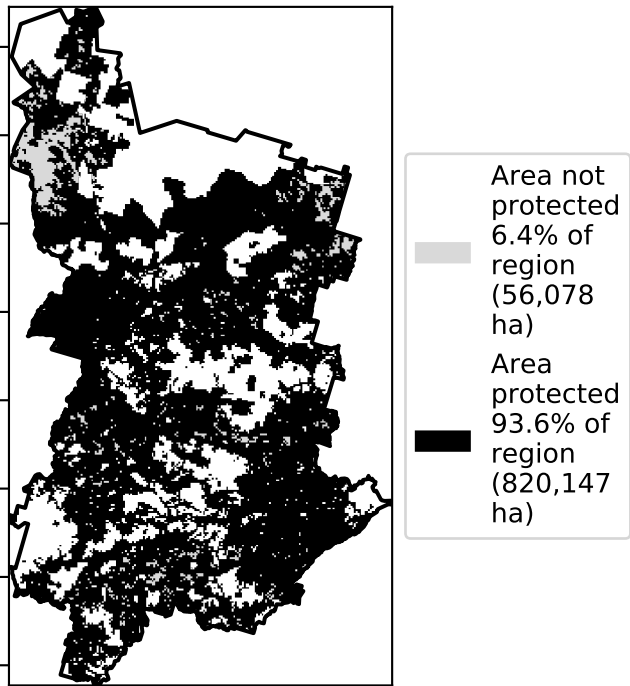 Area not
protected
6.4% of
region
(56,078
ha)
Area
protected
93.6% of
region
(820,147
ha)